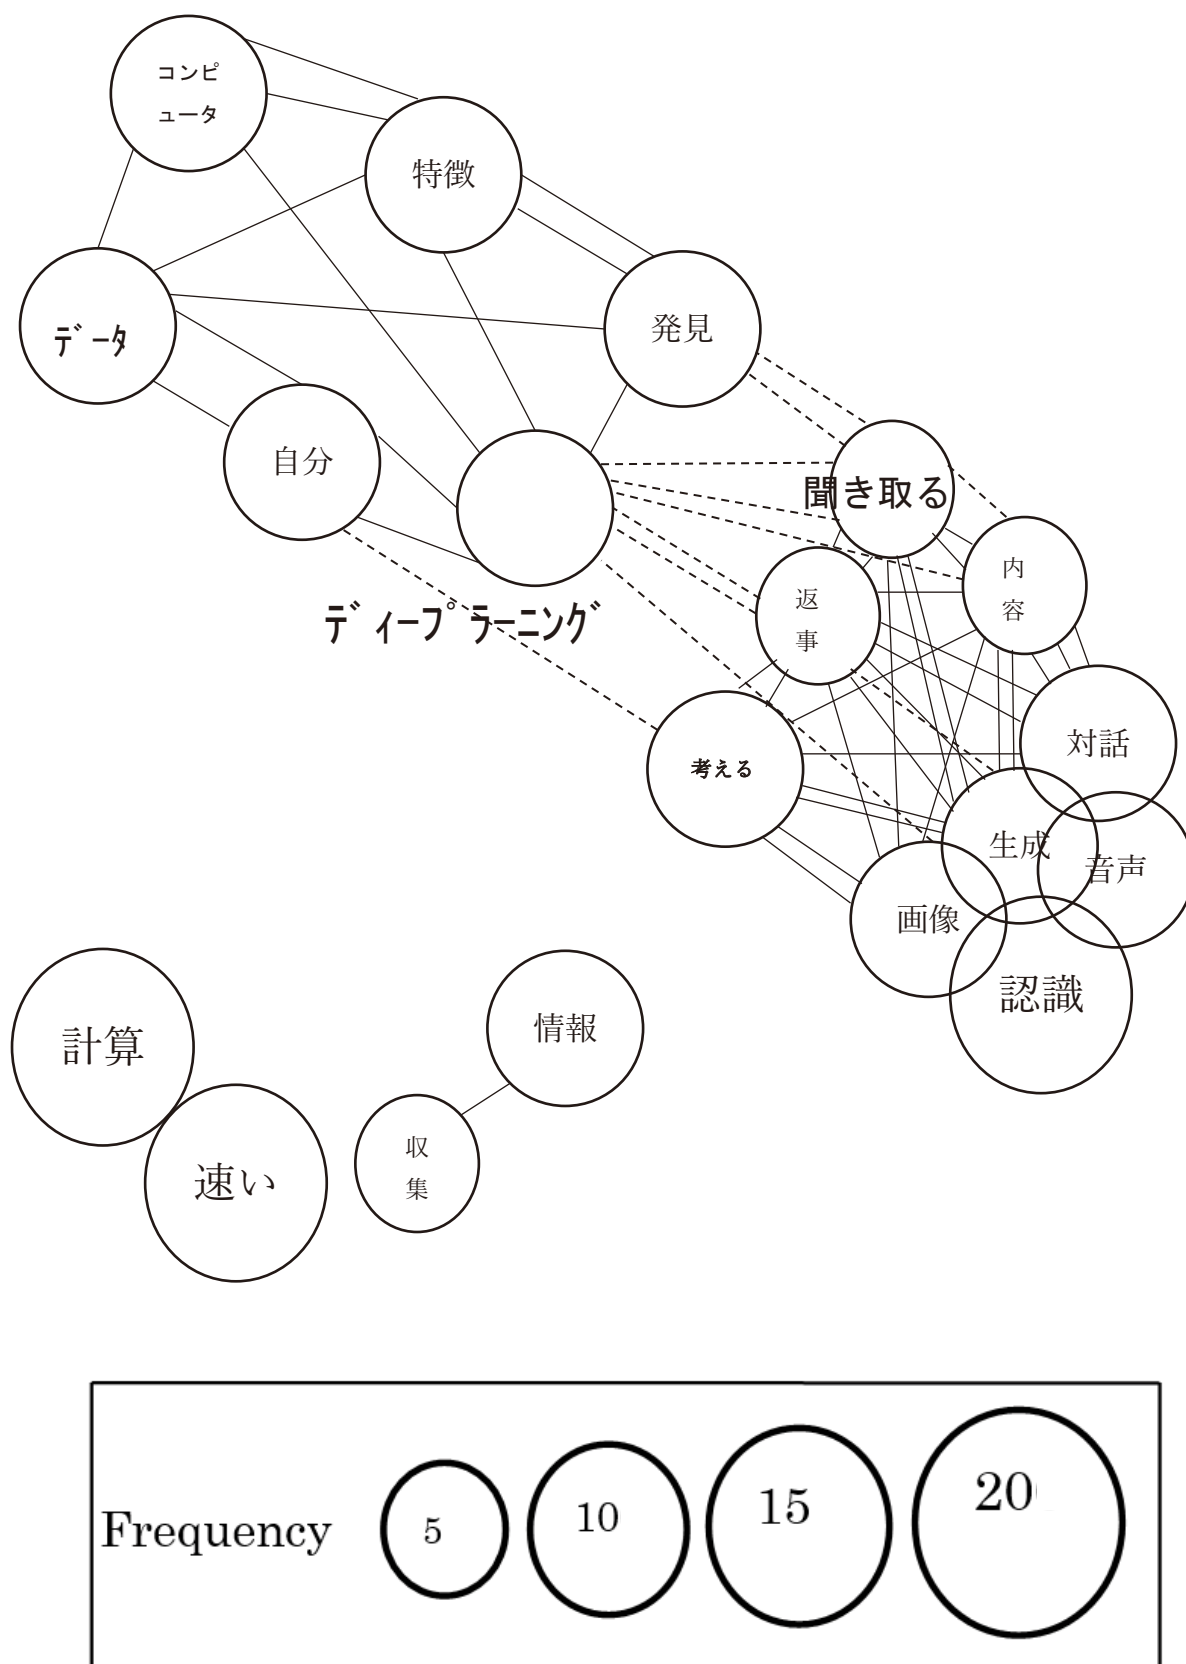 コンピ
ュータ
特徴
発見
データ
自分
ディープラーニング
聞き取る
内
容
返
事
対話
考える
生成
音声
画像
認識
計算
情報
速い
収
集
Frequency
5
10
15
20